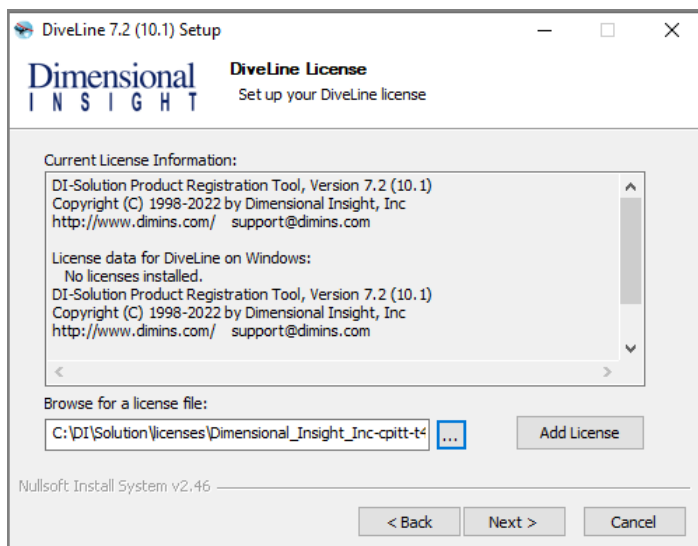 DiveLine 7.2 (10.1) Setup
Dimensional
INSIGHT
DiveLine License
Set up your DiveLine license
Current License Information:
DI-Solution Product Registration Tool, Version 7.2 (10.1)
Copyright (C) 1998-2022 by Dimensional Insight, Inc
http://www.dimins.com/ support@dimins.com
License data for DiveLine on Windows:
No licenses installed.
DI-Solution Product Registration Tool, Version 7.2 (10.1)
Copyright (C) 1998-2022 by Dimensional Insight, Inc
http://www.dimins.com/ support@dimins.com
Browse for a license file:
C:\DI\Solution\licenses\Dimensional_Insight_Inc-cpitt-t4 ... Add License
Nullsoft Install System v2.46
< Back Next > Cancel